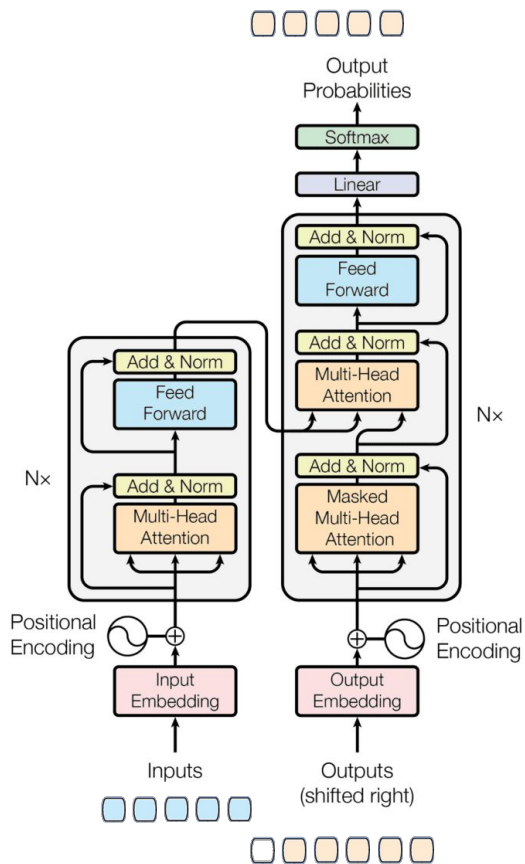 Output
Probabilities
Softmax
Linear
Add & Norm
Feed
Forward
Add & Norm
Multi-Head
Attention
Add & Norm
Masked
Multi-Head
Attention
N×
Add & Norm
Feed
Forward
Add & Norm
Multi-Head
Attention
N×
Positional
Encoding
Positional
Encoding
Input
Embedding
Output
Embedding
Inputs
Outputs
(shifted right)